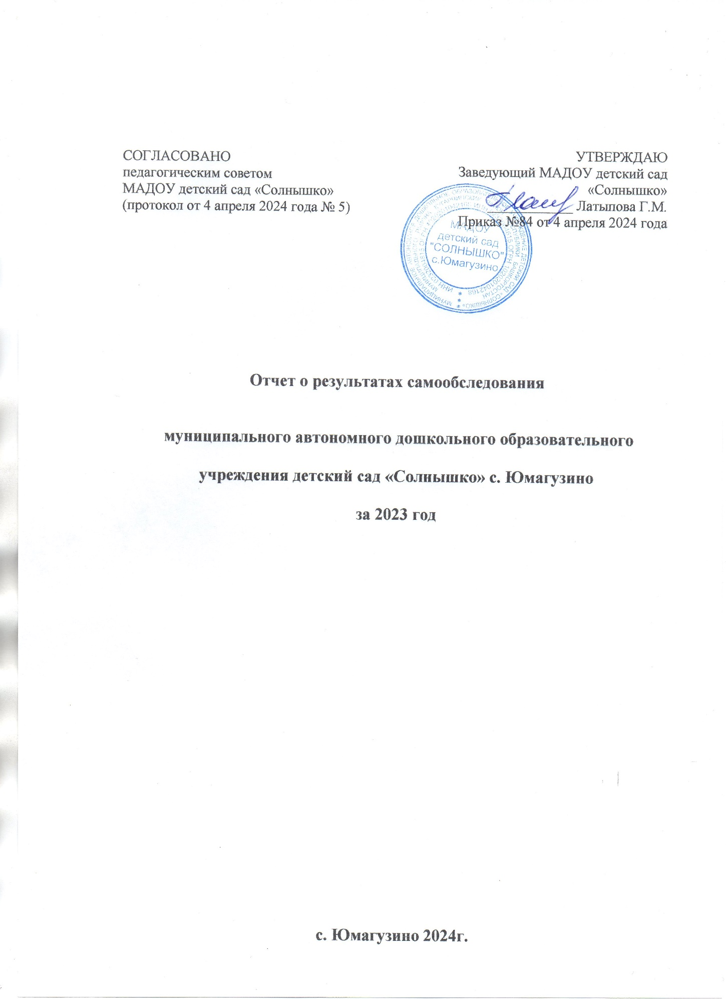 СОГЛАСОВАНО
педагогическим советом
МАДОУ детский сад «Солнышко»
(протокол от 4 апреля 2024 года № 5)
УТВЕРЖДАЮ
Заведующий МАДОУ детский сад
«Солнышко»
____________ Латыпова Г.М.
Приказ №84 от 4 апреля 2024 года
МАДОУ
детский сад
"СОЛНЫШКО"
с.Юмагузино
Отчет о результатах самообследования
муниципального автономного дошкольного образовательного
учреждения детский сад «Солнышко» с. Юмагузино
за 2023 год
с. Юмагузино 2024г.